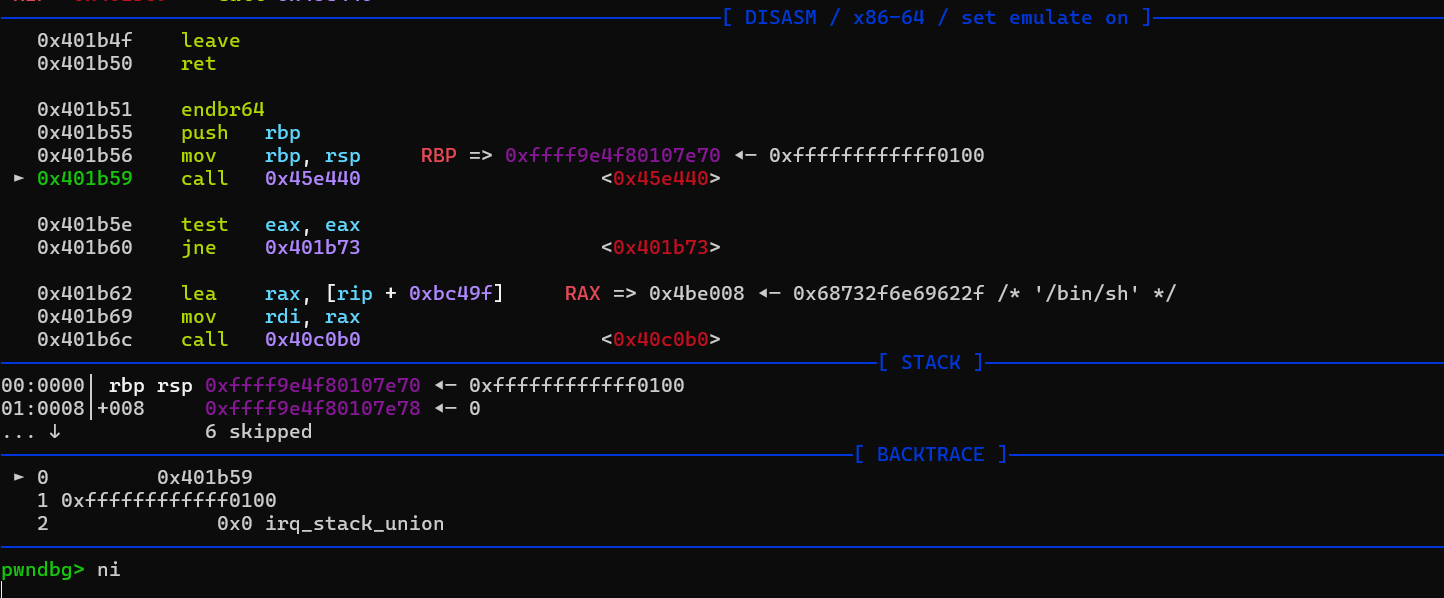 [ DISASM / x86-64 / set emulate on ]
0x401b4f leave
0x401b50 ret
0x401b51 endbr64
0x401b55 push rbp
0x401b56 mov rbp, rsp RBP => 0xffff9e4f80107e70 ◂— 0xffffffffffff0100
► 0x401b59 call 0x45e440 <0x45e440>
0x401b5e test eax, eax
0x401b60 jne 0x401b73 <0x401b73>
0x401b62 lea rax, [rip + 0xbc49f] RAX => 0x4be008 ◂— 0x68732f6e69622f /* '/bin/sh' */
0x401b69 mov rdi, rax
0x401b6c call 0x40c0b0 <0x40c0b0>
[ STACK ]
00:0000│ rbp rsp 0xffff9e4f80107e70 ◂— 0xffffffffffff0100
01:0008│+008 0xffff9e4f80107e78 ◂— 0
... ↓ 6 skipped
[ BACKTRACE ]
► 0 0x401b59
1 0xffffffffffff0100
2 0x0 irq_stack_union
pwndbg> ni